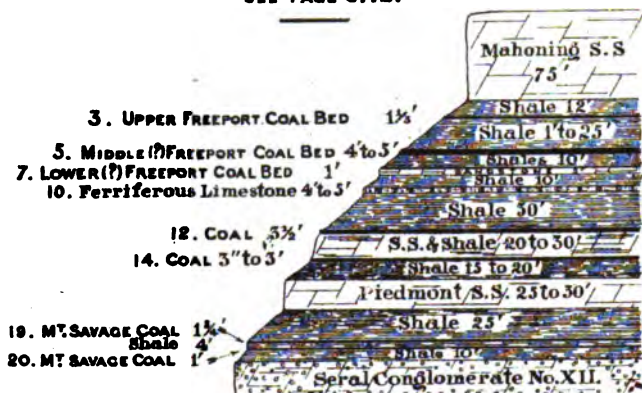 Mahoning S.S
75'
3. UPPER FREEPORT COAL BED 1⅓'
Shale 12'
Shale 1' to 25'
5. MIDDLE(?) FREEPORT COAL BED 4' to 5'
Shales 10'
7. LOWER(?) FREEPORT COAL BED 1'
Shale 10'
10. Ferriferous Limestone 4' to 5'
Shale 30'
12. COAL 3½'
S.S. & Shale 20 to 30'
14. COAL 3" to 3'
Shale 15 to 20'
Piedmont S.S. 25 to 30'
Shale 25'
19. MT. SAVAGE COAL 1¾'
Shale 4'
Shale 10'
20. MT. SAVAGE COAL 1'
Seral Conglomerate No. XII.